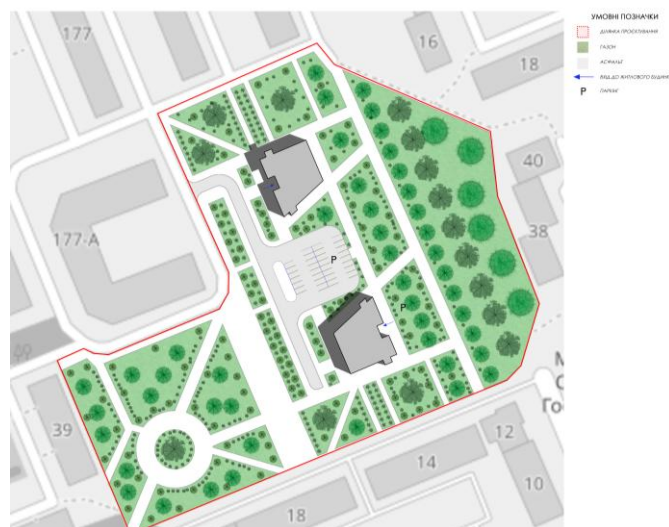 УМОВНІ ПОЗНАЧКИ
ДІЛЯНКА ПРОЕКТУВАННЯ
ГАЗОН
АСФАЛЬТ
ВХІД ДО ЖИТЛОВОГО БУДИНКУ
P ПАРКІНГ
177
16
18
40
177-А
38
P
P
39
М
С
Го
12
14
10
18